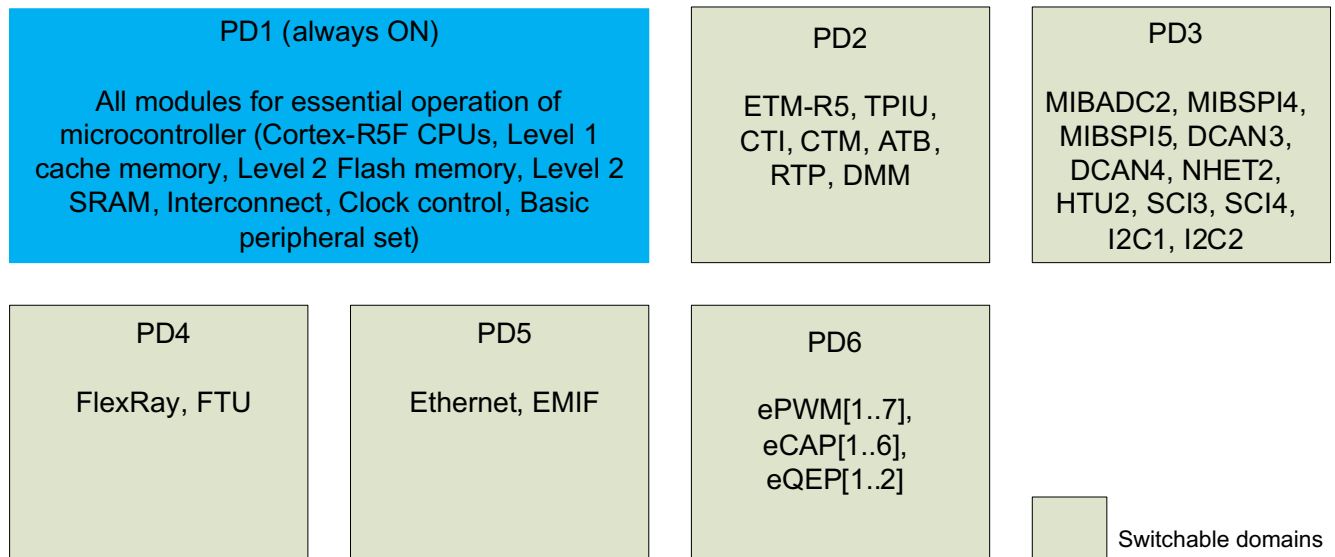 PD1 (always ON)
All modules for essential operation of
microcontroller (Cortex-R5F CPUs, Level 1
cache memory, Level 2 Flash memory, Level 2
SRAM, Interconnect, Clock control, Basic
peripheral set)
PD2
ETM-R5, TPIU,
CTI, CTM, ATB,
RTP, DMM
PD3
MIBADC2, MIBSPI4,
MIBSPI5, DCAN3,
DCAN4, NHET2,
HTU2, SCI3, SCI4,
I2C1, I2C2
PD4
FlexRay, FTU
PD5
Ethernet, EMIF
PD6
ePWM[1..7],
eCAP[1..6],
eQEP[1..2]
Switchable domains